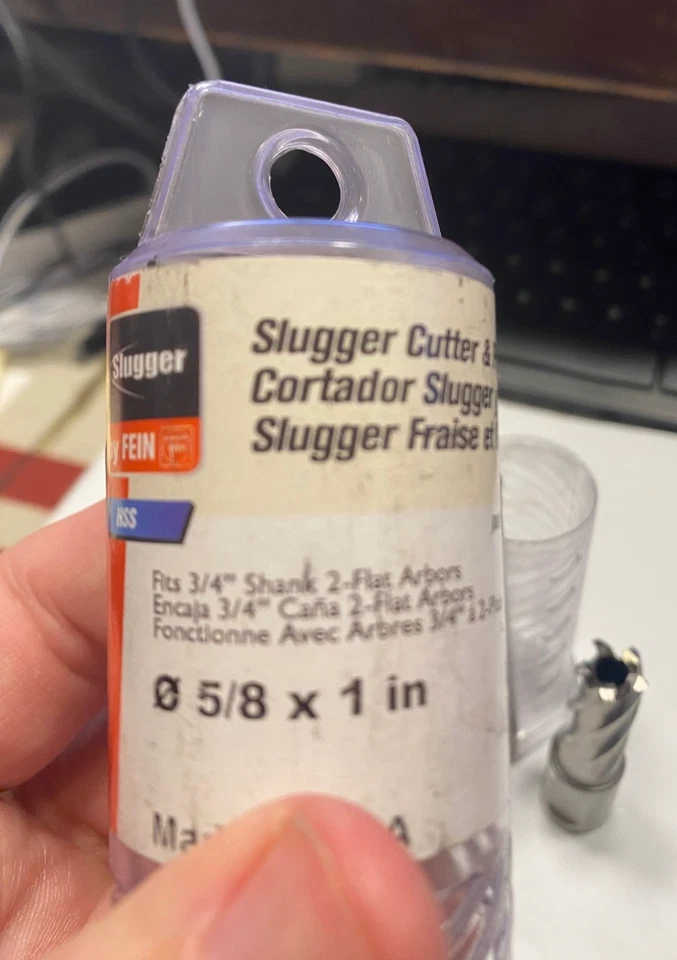 Slugger
by FEIN
HSS
Slugger Cutter &
Cortador Slugger
Slugger Fraise et
Fits 3/4" Shank 2-Flat Arbors
Encaja 3/4" Caña 2-Flat Arbors
Fonctionne Avec Arbres 3/4" à 2-
Ø 5/8 x 1 in